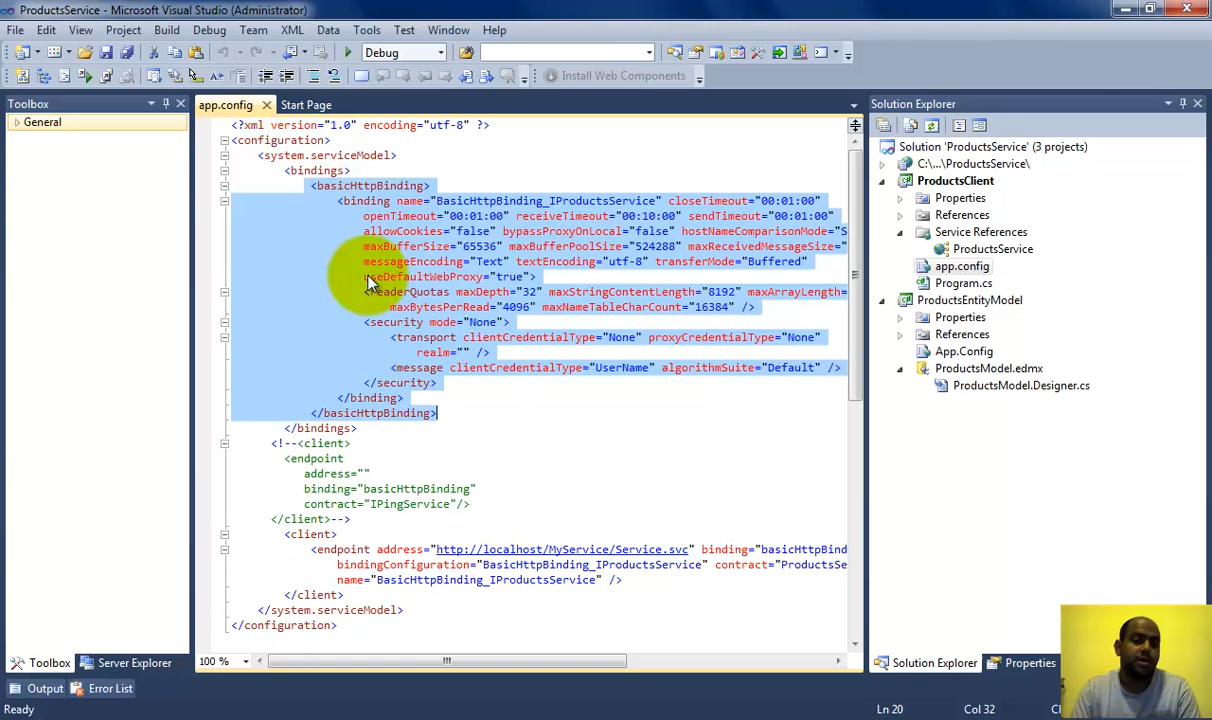 ProductsService - Microsoft Visual Studio (Administrator)
File Edit View Project Build Debug Team XML Data Tools Test Window Help
Debug
Install Web Components
Toolbox
General
app.config
Start Page
<?xml version="1.0" encoding="utf-8" ?>
<configuration>
<system.serviceModel>
<bindings>
<basicHttpBinding>
<binding name="BasicHttpBinding_IProductsService" closeTimeout="00:01:00"
openTimeout="00:01:00" receiveTimeout="00:10:00" sendTimeout="00:01:00"
allowCookies="false" bypassProxyOnLocal="false" hostNameComparisonMode="S
maxBufferSize="65536" maxBufferPoolSize="524288" maxReceivedMessageSize="
messageEncoding="Text" textEncoding="utf-8" transferMode="Buffered"
useDefaultWebProxy="true">
<readerQuotas maxDepth="32" maxStringContentLength="8192" maxArrayLength=
maxBytesPerRead="4096" maxNameTableCharCount="16384" />
<security mode="None">
<transport clientCredentialType="None" proxyCredentialType="None"
realm="" />
<message clientCredentialType="UserName" algorithmSuite="Default" />
</security>
</binding>
</basicHttpBinding>
</bindings>
<!--<client>
<endpoint
address=""
binding="basicHttpBinding"
contract="IPingService"/>
</client>-->
<client>
<endpoint address="http://localhost/MyService/Service.svc" binding="basicHttpBind
bindingConfiguration="BasicHttpBinding_IProductsService" contract="ProductsSe
name="BasicHttpBinding_IProductsService" />
</client>
</system.serviceModel>
</configuration>
100 %
Solution Explorer
Solution 'ProductsService' (3 projects)
C:\...\ProductsService\
ProductsClient
Properties
References
Service References
ProductsService
app.config
Program.cs
ProductsEntityModel
Properties
References
App.Config
ProductsModel.edmx
ProductsModel.Designer.cs
Toolbox
Server Explorer
Solution Explorer
Properties
Output
Error List
Ready
Ln 20
Col 32